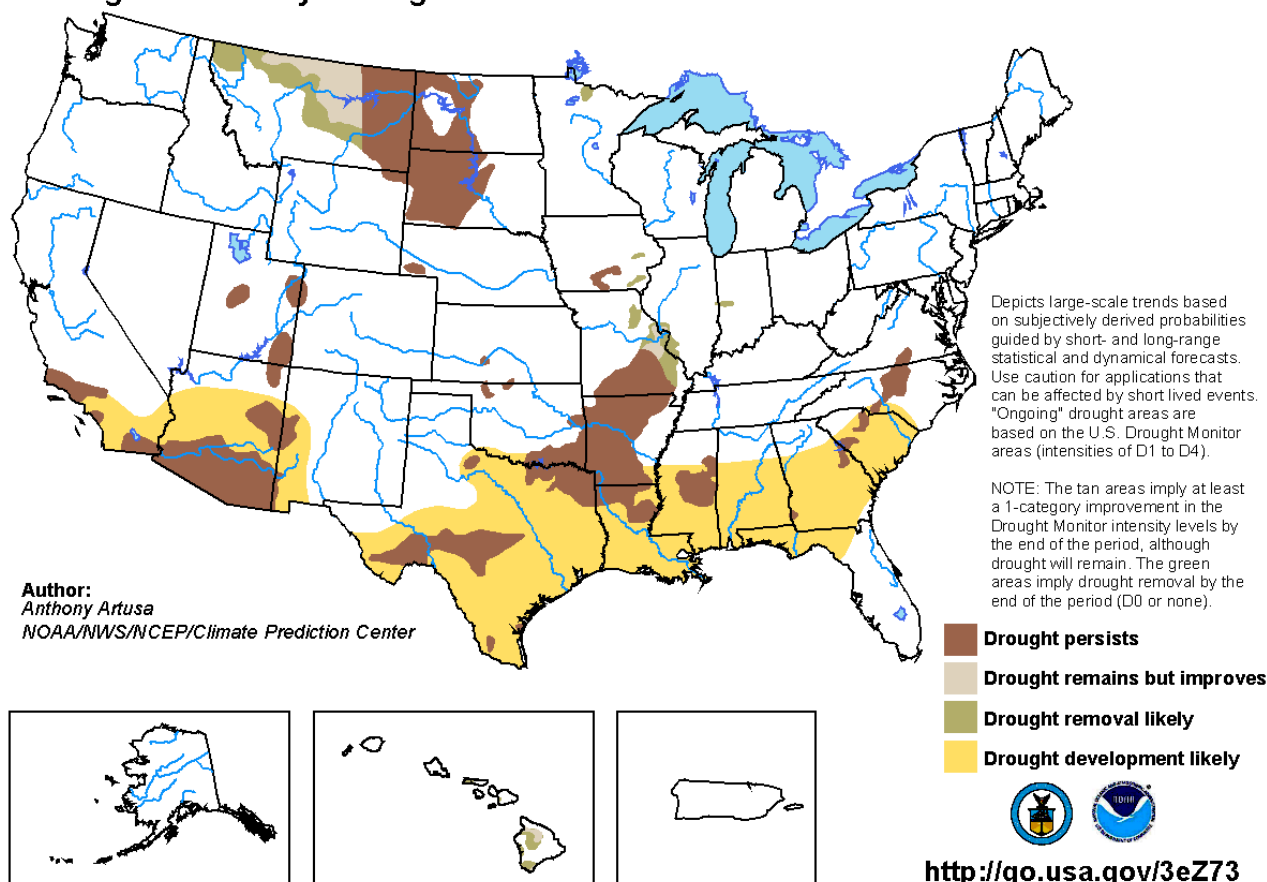 Depicts large-scale trends based
on subjectively derived probabilities
guided by short- and long-range
statistical and dynamical forecasts.
Use caution for applications that
can be affected by short lived events.
"Ongoing" drought areas are
based on the U.S. Drought Monitor
areas (intensities of D1 to D4).
NOTE: The tan areas imply at least
a 1-category improvement in the
Drought Monitor intensity levels by
the end of the period, although
drought will remain. The green
areas imply drought removal by the
end of the period (D0 or none).
Author:
Anthony Artusa
NOAA/NWS/NCEP/Climate Prediction Center
Drought persists
Drought remains but improves
Drought removal likely
Drought development likely
http://go.usa.gov/3eZ73